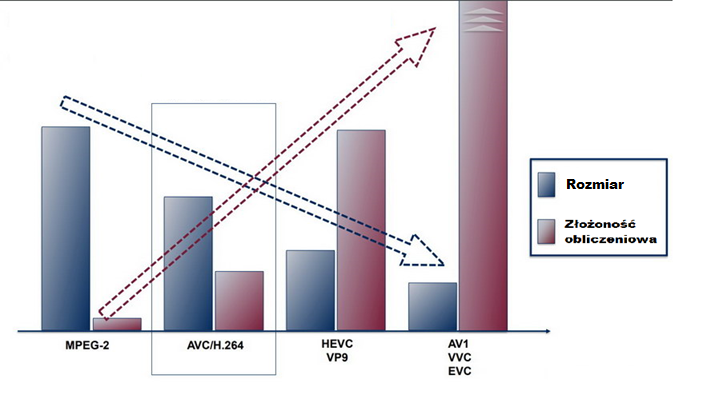 MPEG-2
AVC/H.264
HEVC
VP9
AV1
VVC
EVC
Rozmiar
Złożoność
obliczeniowa